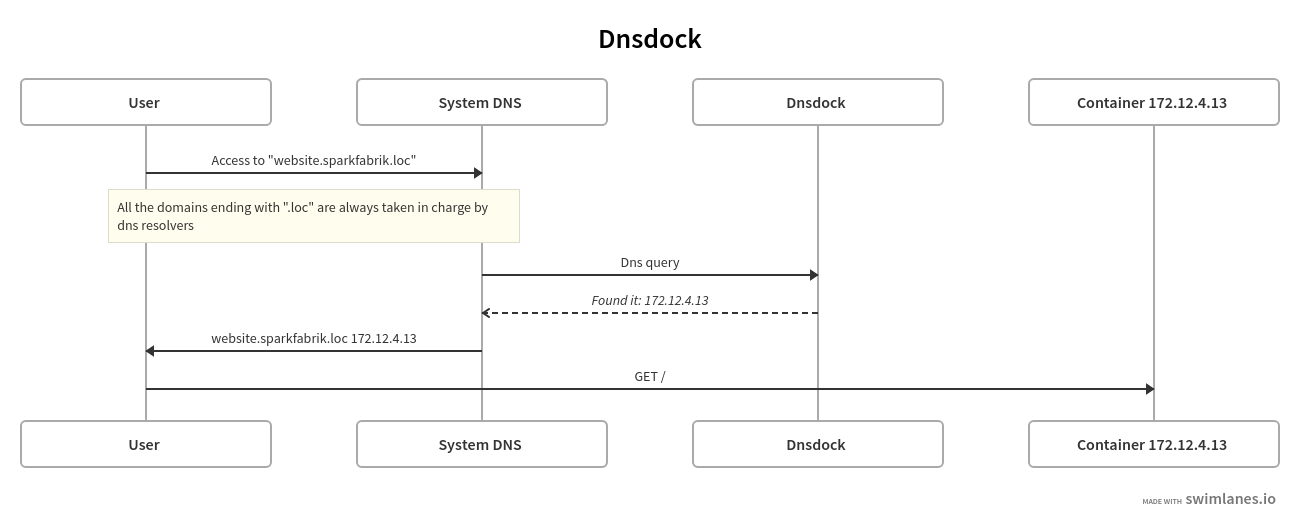 Dnsdock
User
System DNS
Dnsdock
Container 172.12.4.13
Access to "website.sparkfabrik.loc"
All the domains ending with ".loc" are always taken in charge by
dns resolvers
Dns query
Found it: 172.12.4.13
website.sparkfabrik.loc 172.12.4.13
GET /
User
System DNS
Dnsdock
Container 172.12.4.13
MADE WITH swimlanes.io